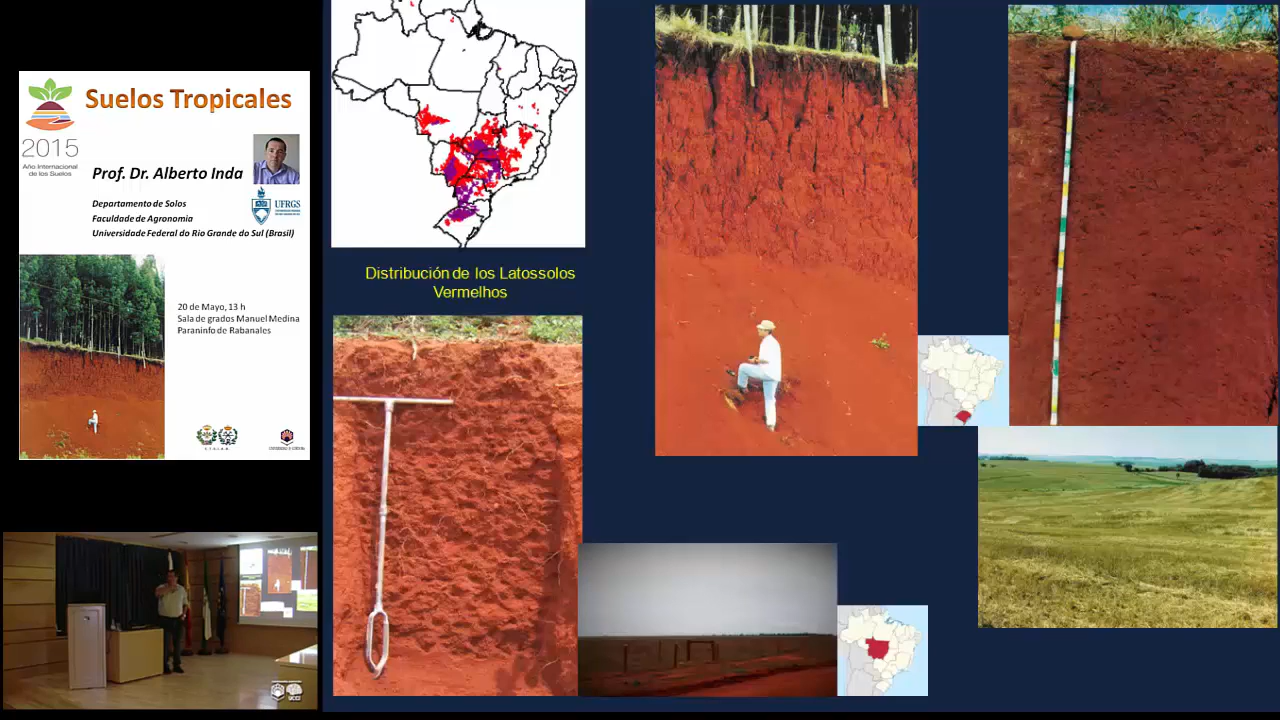 Suelos Tropicales
2015
Año Internacional
de los Suelos
Prof. Dr. Alberto Inda
Departamento de Solos
Faculdade de Agronomia
Universidade Federal do Rio Grande do Sul (Brasil)
UFRGS
20 de Mayo, 13 h
Sala de grados Manuel Medina
Paraninfo de Rabanales
Distribución de los Latossolos
Vermelhos